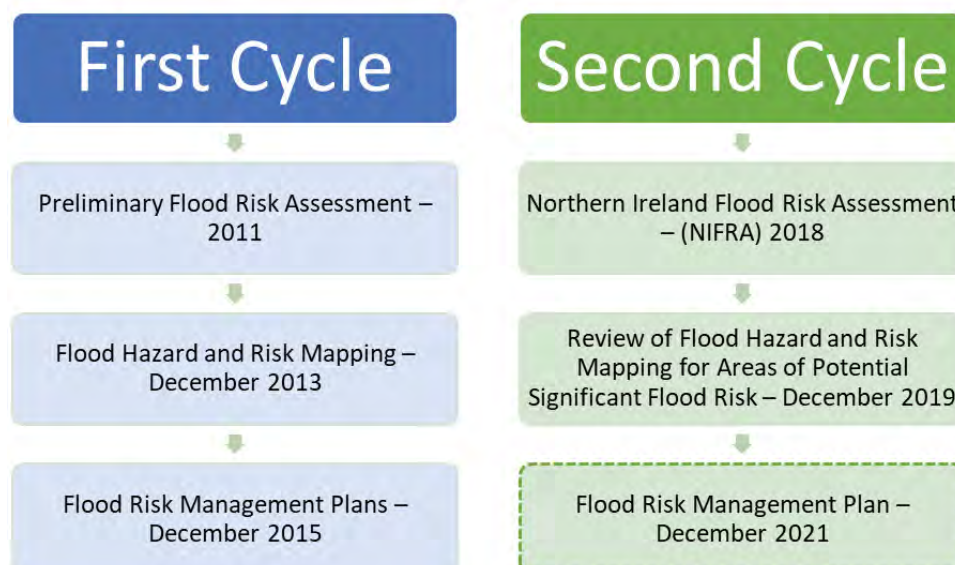 First Cycle
Preliminary Flood Risk Assessment –
2011
Flood Hazard and Risk Mapping –
December 2013
Flood Risk Management Plans –
December 2015
Second Cycle
Northern Ireland Flood Risk Assessment
– (NIFRA) 2018
Review of Flood Hazard and Risk
Mapping for Areas of Potential
Significant Flood Risk – December 2019
Flood Risk Management Plan –
December 2021